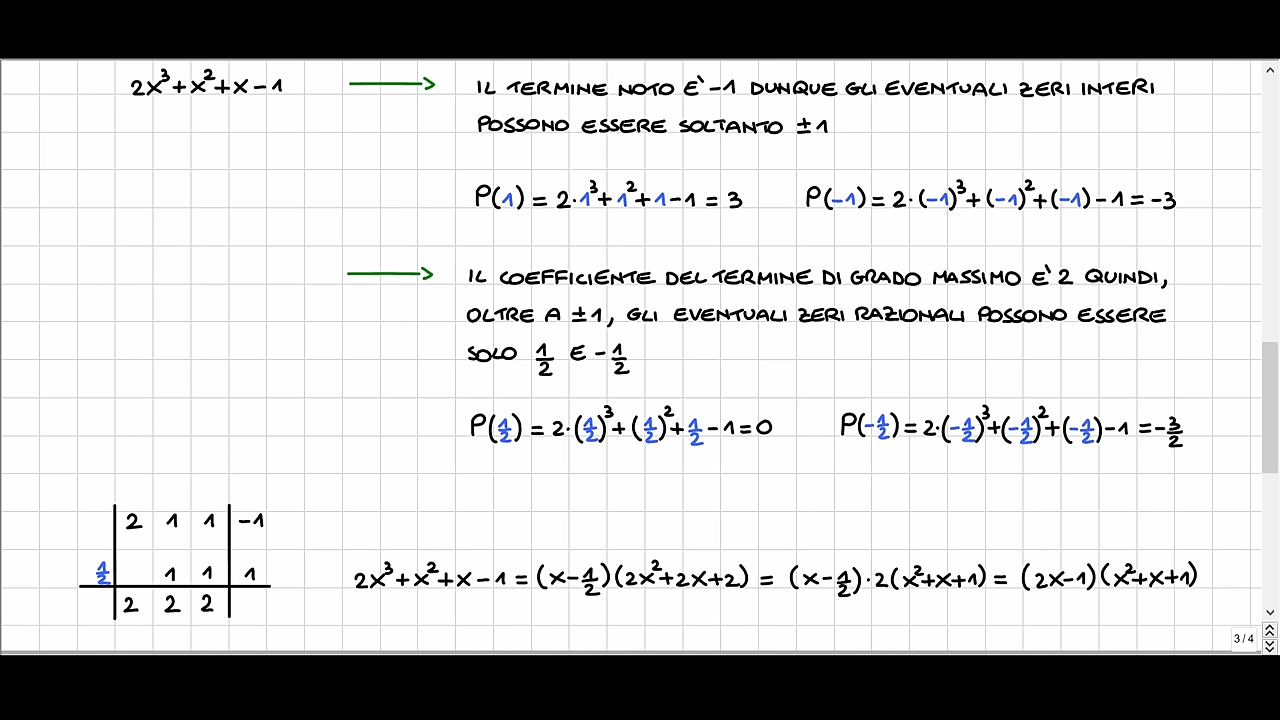 2x³+x²+x-1 → IL TERMINE NOTO E' -1 DUNQUE GLI EVENTUALI ZERI INTERI
POSSONO ESSERE SOLTANTO ±1
P(1) = 2·1³+1²+1-1 = 3 P(-1) = 2·(-1)³+(-1)²+(-1)-1 = -3
→ IL COEFFICIENTE DEL TERMINE DI GRADO MASSIMO E' 2 QUINDI,
OLTRE A ±1, GLI EVENTUALI ZERI RAZIONALI POSSONO ESSERE
SOLO 1/2 E -1/2
P(1/2) = 2·(1/2)³+(1/2)²+1/2-1=0 P(-1/2) = 2·(-1/2)³+(-1/2)²+(-1/2)-1=-3/2
2 1 1 -1
1/2 1 1 1
2 2 2
2x³+x²+x-1 = (x-1/2)(2x²+2x+2) = (x-1/2)·2(x²+x+1) = (2x-1)(x²+x+1)
3 / 4